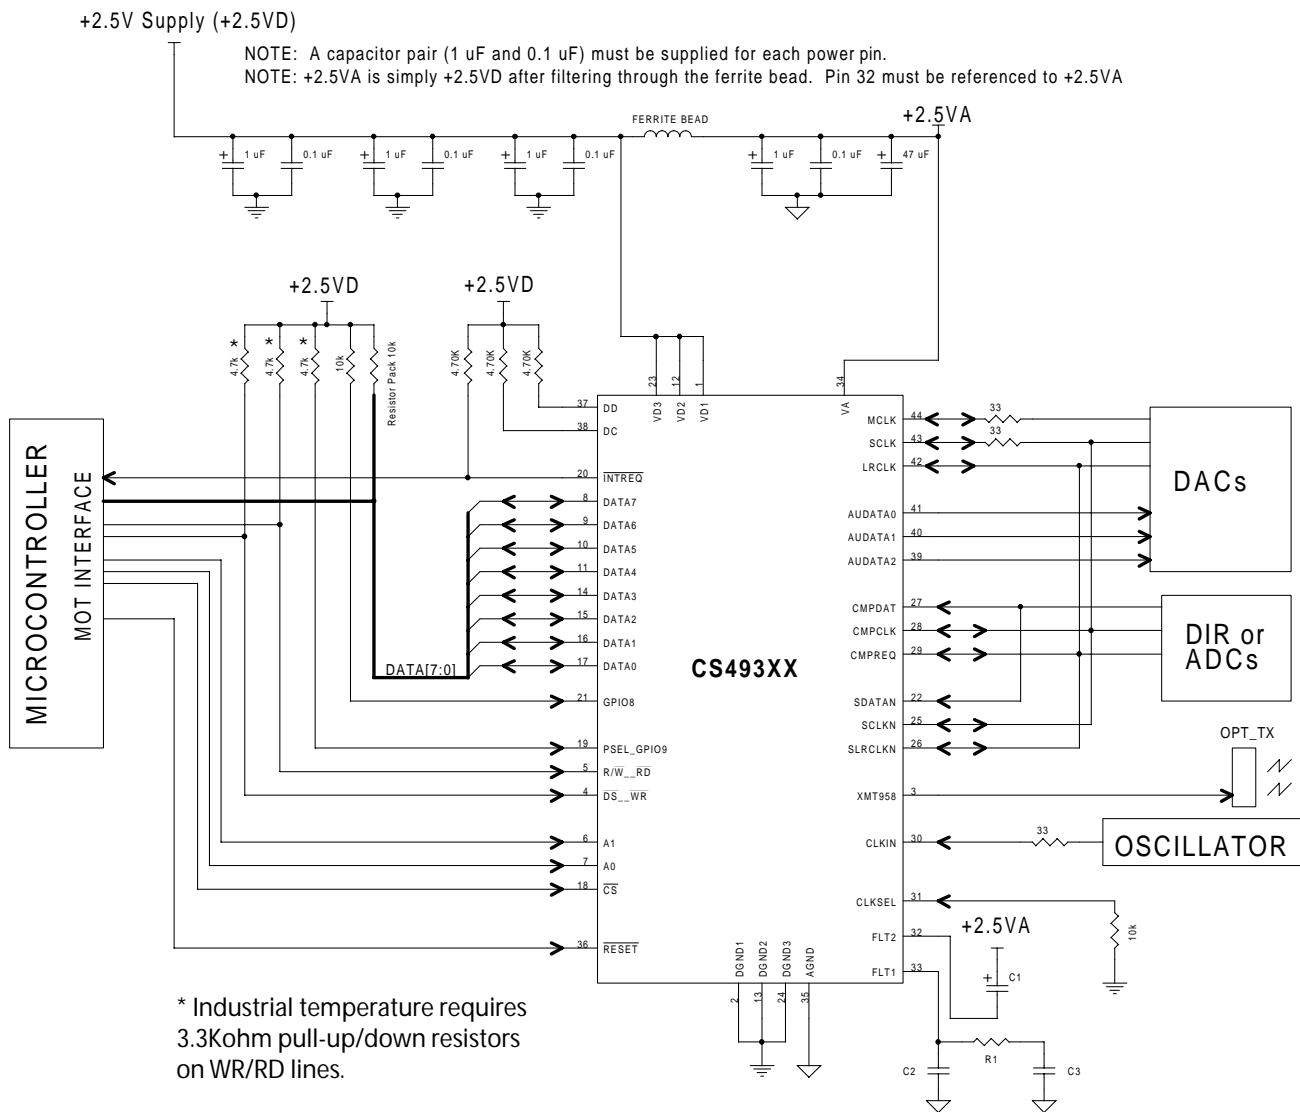 +2.5V Supply (+2.5VD)
NOTE: A capacitor pair (1 uF and 0.1 uF) must be supplied for each power pin.
NOTE: +2.5VA is simply +2.5VD after filtering through the ferrite bead. Pin 32 must be referenced to +2.5VA
FERRITE BEAD
+2.5VA
+ 1 uF
0.1 uF
+ 1 uF
0.1 uF
+ 1 uF
0.1 uF
+ 1 uF
0.1 uF
+ 47 uF
+2.5VD
+2.5VD
* 4.7k
* 4.7k
* 4.7k
10k
Resistor Pack 10k
4.70K
4.70K
4.70K
23 VD3
12 VD2
1 VD1
34 VA
MICROCONTROLLER
MOT INTERFACE
37 DD
38 DC
20 INTREQ
8 DATA7
9 DATA6
10 DATA5
11 DATA4
14 DATA3
15 DATA2
16 DATA1
17 DATA0
DATA[7:0]
21 GPIO8
19 PSEL_GPIO9
5 R/W__RD
4 DS__WR
6 A1
7 A0
18 CS
36 RESET
CS493XX
MCLK 44 33
SCLK 43 33
LRCLK 42
AUDATA0 41
AUDATA1 40
AUDATA2 39
DACs
CMPDAT 27
CMPCLK 28
CMPREQ 29
DIR or
ADCs
SDATAN 22
SCLKN 25
SLRCLKN 26
OPT_TX
XMT958 3
CLKIN 30 33
OSCILLATOR
CLKSEL 31
10k
FLT2 32
+2.5VA
FLT1 33
+ C1
DGND1 2
DGND2 13
DGND3 24
AGND 35
C2
R1
C3
* Industrial temperature requires
3.3Kohm pull-up/down resistors
on WR/RD lines.